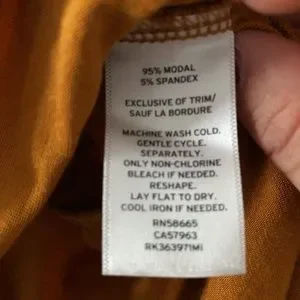 95% MODAL
5% SPANDEX
EXCLUSIVE OF TRIM/
SAUF LA BORDURE
MACHINE WASH COLD.
GENTLE CYCLE.
SEPARATELY.
ONLY NON-CHLORINE
BLEACH IF NEEDED.
RESHAPE.
LAY FLAT TO DRY.
COOL IRON IF NEEDED.
RN58665
CA57963
RK363971MI